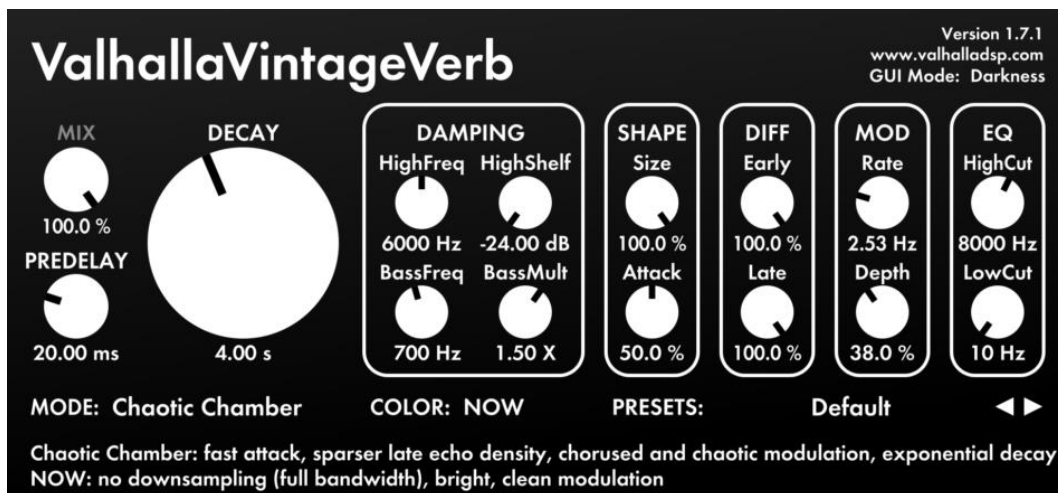 ValhallaVintageVerb
Version 1.7.1
www.valhalladsp.com
GUI Mode: Darkness
MIX
100.0 %
PREDELAY
20.00 ms
DECAY
4.00 s
DAMPING
HighFreq HighShelf
6000 Hz -24.00 dB
BassFreq BassMult
700 Hz 1.50 X
SHAPE
Size
100.0 %
Attack
50.0 %
DIFF
Early
100.0 %
Late
100.0 %
MOD
Rate
2.53 Hz
Depth
38.0 %
EQ
HighCut
8000 Hz
LowCut
10 Hz
MODE: Chaotic Chamber COLOR: NOW PRESETS: Default
Chaotic Chamber: fast attack, sparser late echo density, chorused and chaotic modulation, exponential decay
NOW: no downsampling (full bandwidth), bright, clean modulation